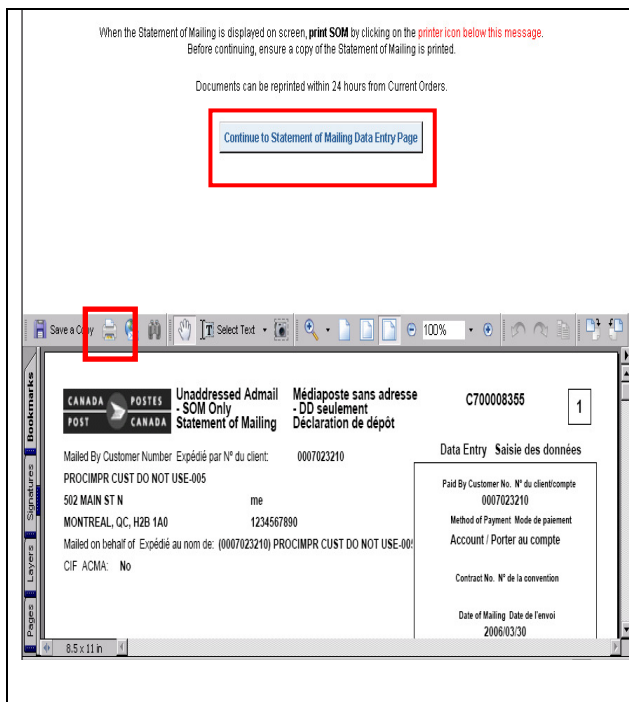 When the Statement of Mailing is displayed on screen, print SOM by clicking on the printer icon below this message.
Before continuing, ensure a copy of the Statement of Mailing is printed.
Documents can be reprinted within 24 hours from Current Orders.
Continue to Statement of Mailing Data Entry Page
Save a Copy
Select Text
100%
Bookmarks
Signatures
Layers
Pages
CANADA POSTES
POST CANADA
Unaddressed Admail
- SOM Only
Statement of Mailing
Médiaposte sans adresse
- DD seulement
Déclaration de dépôt
C700008355
1
Mailed By Customer Number Expédié par N° du client: 0007023210
PROCIMPR CUST DO NOT USE-005
502 MAIN ST N me
MONTREAL, QC, H2B 1A0 1234567890
Mailed on behalf of Expédié au nom de: (0007023210) PROCIMPR CUST DO NOT USE-005
CIF ACMA: No
Data Entry Saisie des données
Paid By Customer No. N° du client/compte
0007023210
Method of Payment Mode de paiement
Account / Porter au compte
Contract No. N° de la convention
Date of Mailing Date de l'envoi
2006/03/30
8.5 x 11 in